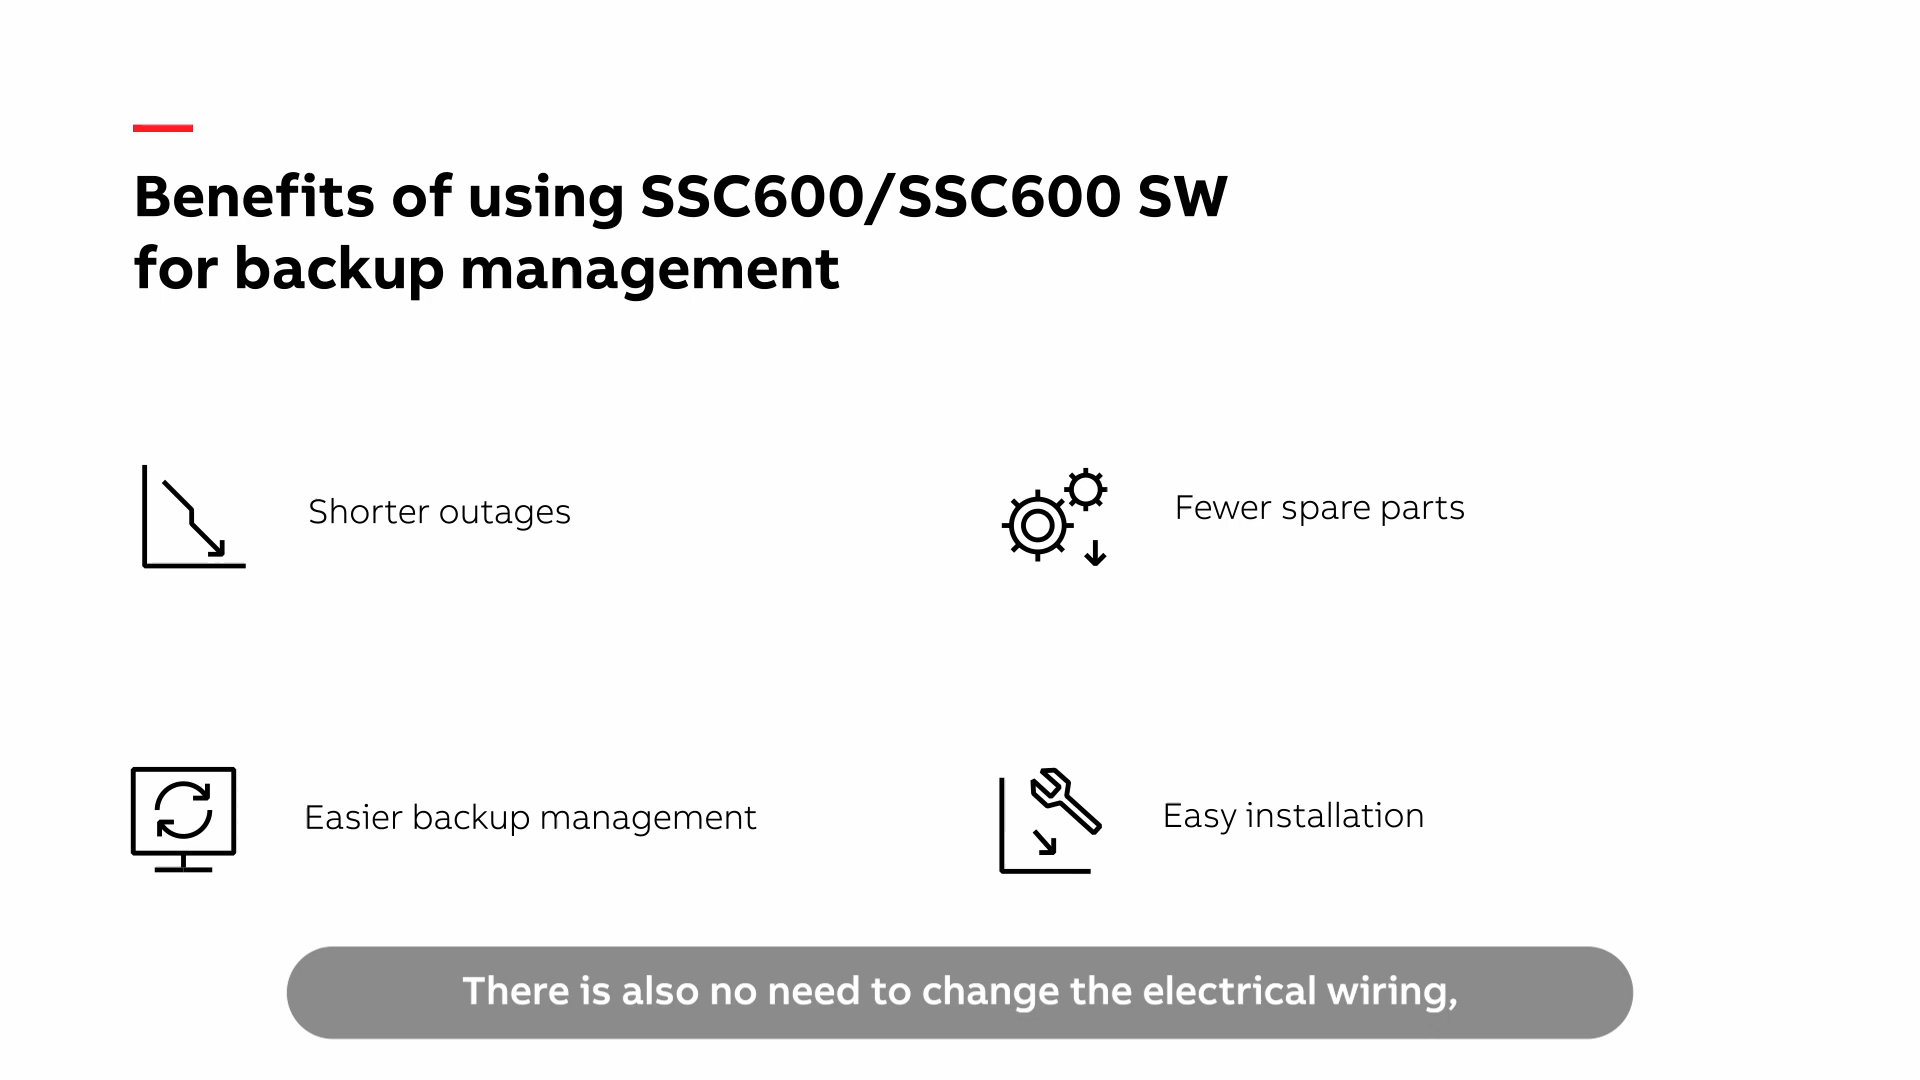 Benefits of using SSC600/SSC600 SW
for backup management
Shorter outages
Fewer spare parts
Easier backup management
Easy installation
There is also no need to change the electrical wiring,